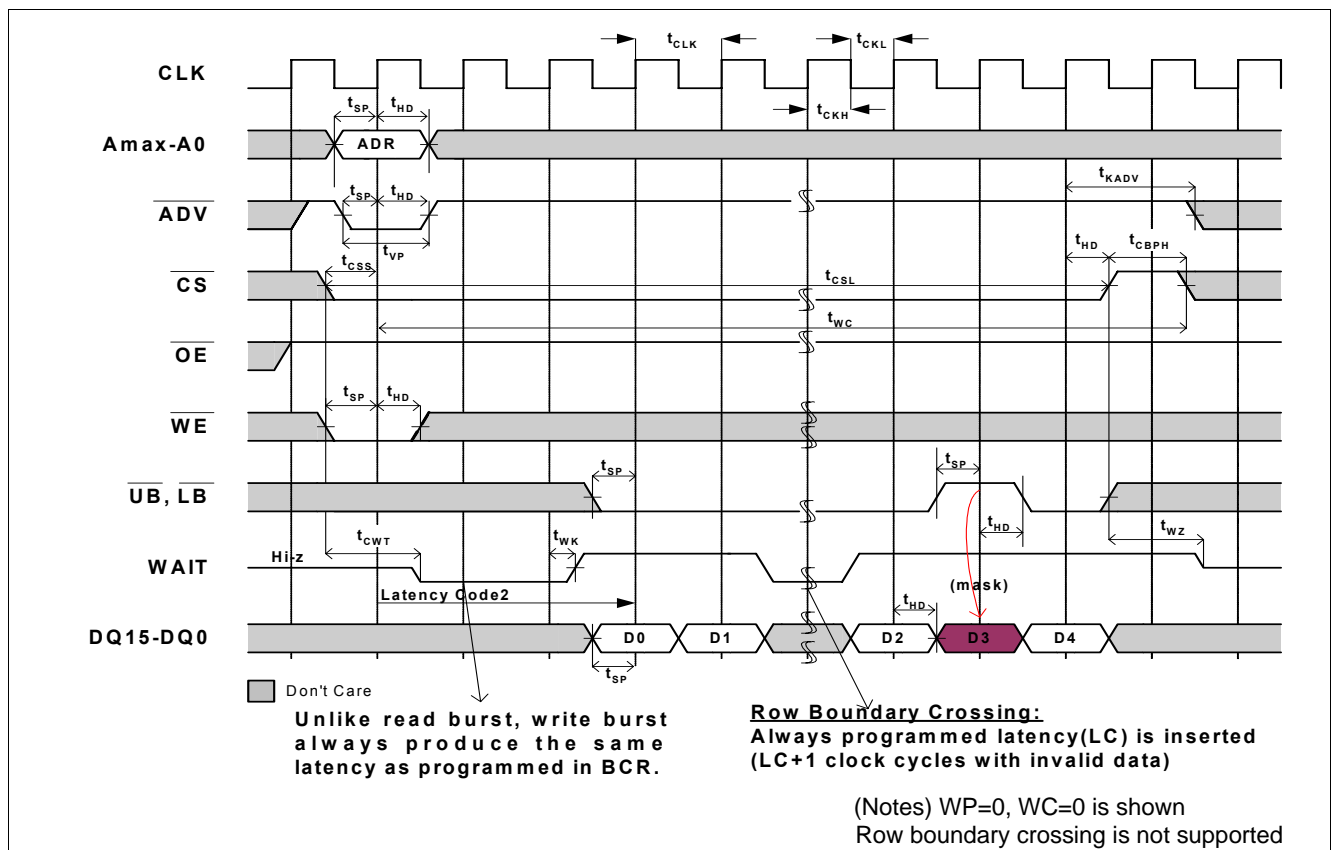 tCLK
tCKL
CLK
tCKH
tSP
tHD
Amax-A0
ADR
tKADV
tSP
tHD
ADV
tVP
tHD
tCBPH
tCSS
CS
tCSL
tWC
OE
tSP
tHD
WE
tSP
tSP
UB, LB
tHD
tCWT
tWK
tWZ
Hi-z
WAIT
(mask)
Latency Code2
tHD
DQ15-DQ0
D0
D1
D2
D3
D4
tSP
Don't Care
Unlike read burst, write burst
always produce the same
latency as programmed in BCR.
Row Boundary Crossing:
Always programmed latency(LC) is inserted
(LC+1 clock cycles with invalid data)
(Notes) WP=0, WC=0 is shown
Row boundary crossing is not supported